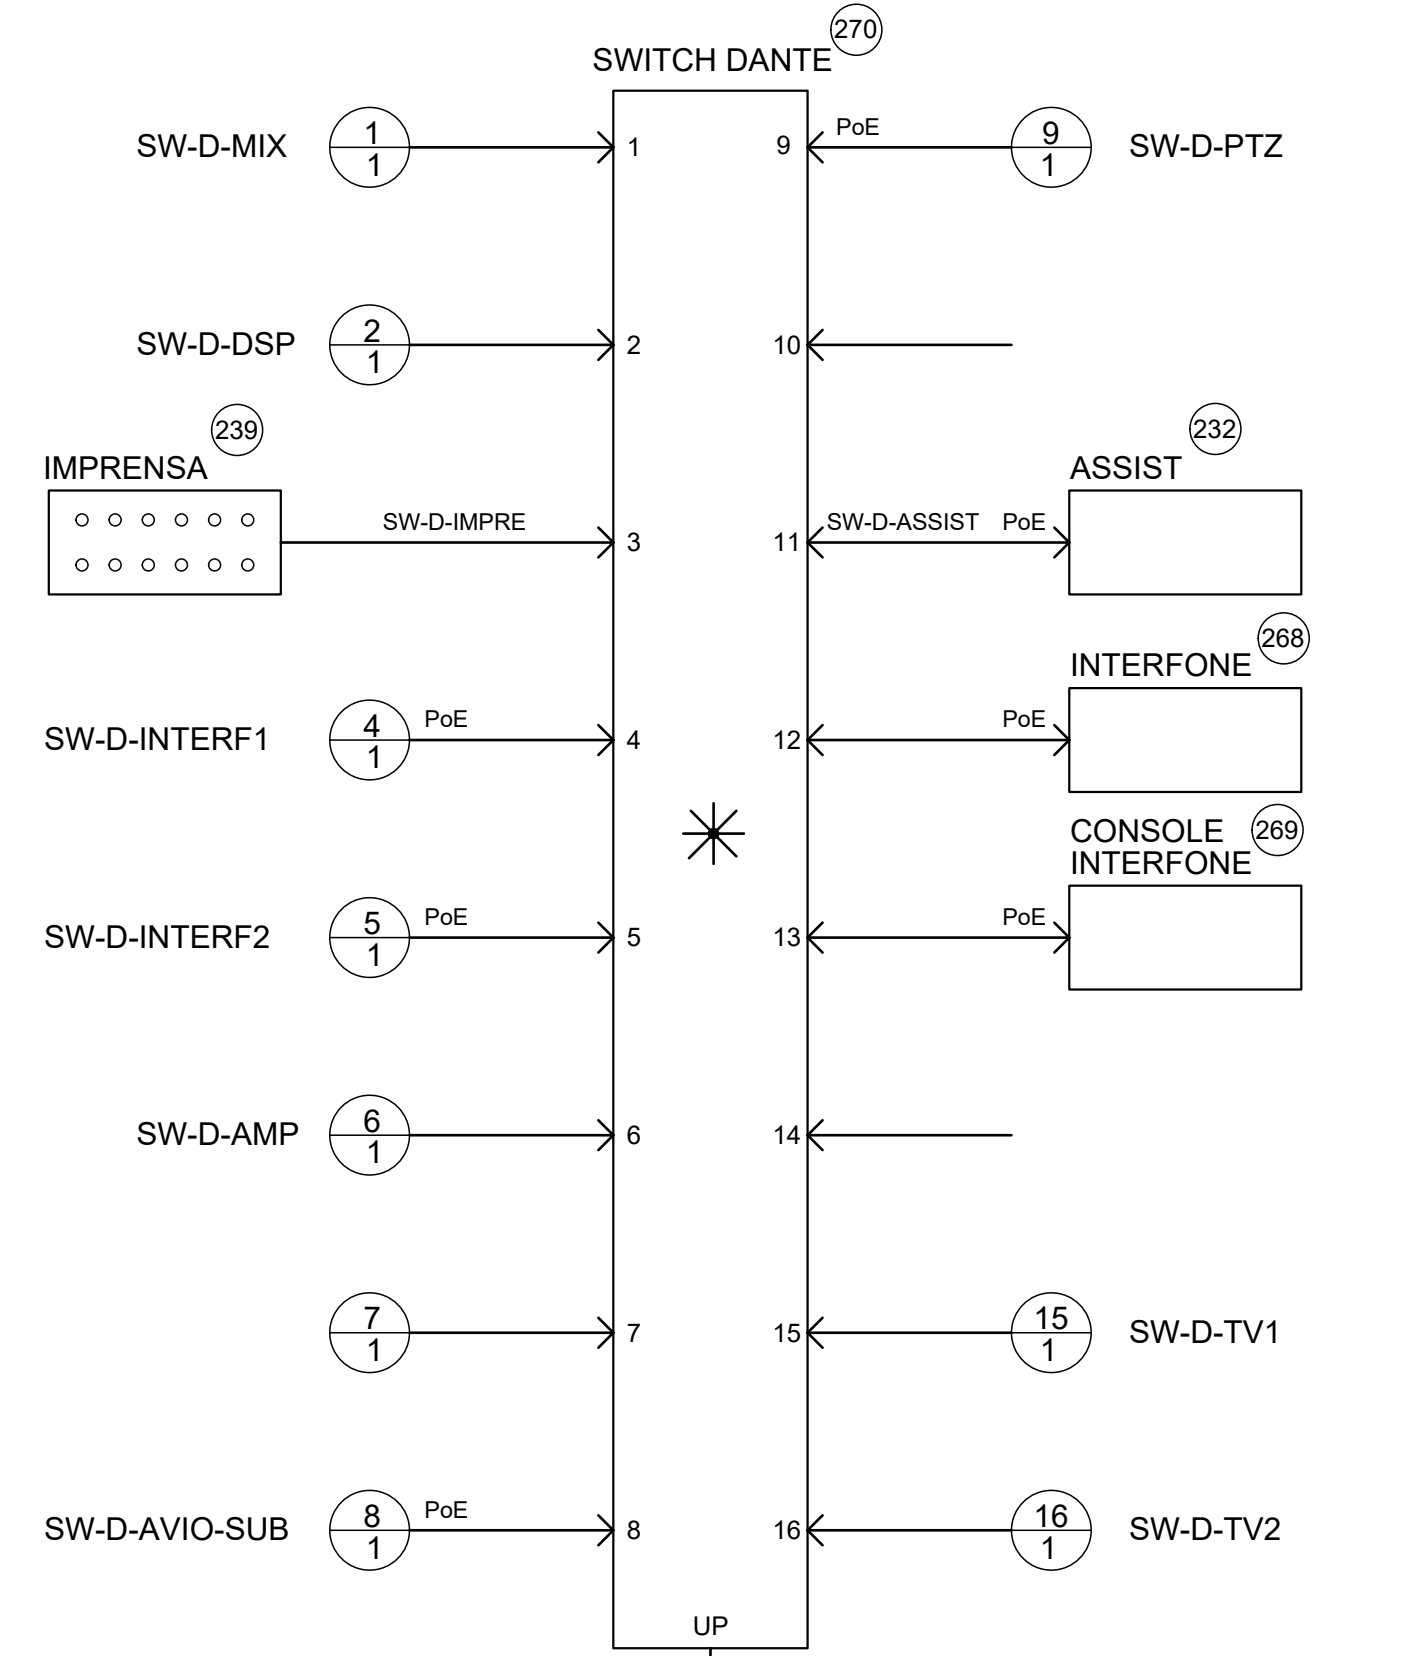 270
SWITCH DANTE
SW-D-MIX 1 1 1 9 PoE 9 1 SW-D-PTZ
SW-D-DSP 2 1 2 10
239
IMPRENSA
SW-D-IMPRE 3
232
ASSIST
11 SW-D-ASSIST PoE
268
INTERFONE
SW-D-INTERF1 4 1 PoE 4 12 PoE
CONSOLE 269
INTERFONE
SW-D-INTERF2 5 1 PoE 5 13 PoE
SW-D-AMP 6 1 6 14
7 1 7 15 15 1 SW-D-TV1
SW-D-AVIO-SUB 8 1 PoE 8 16 16 1 SW-D-TV2
UP